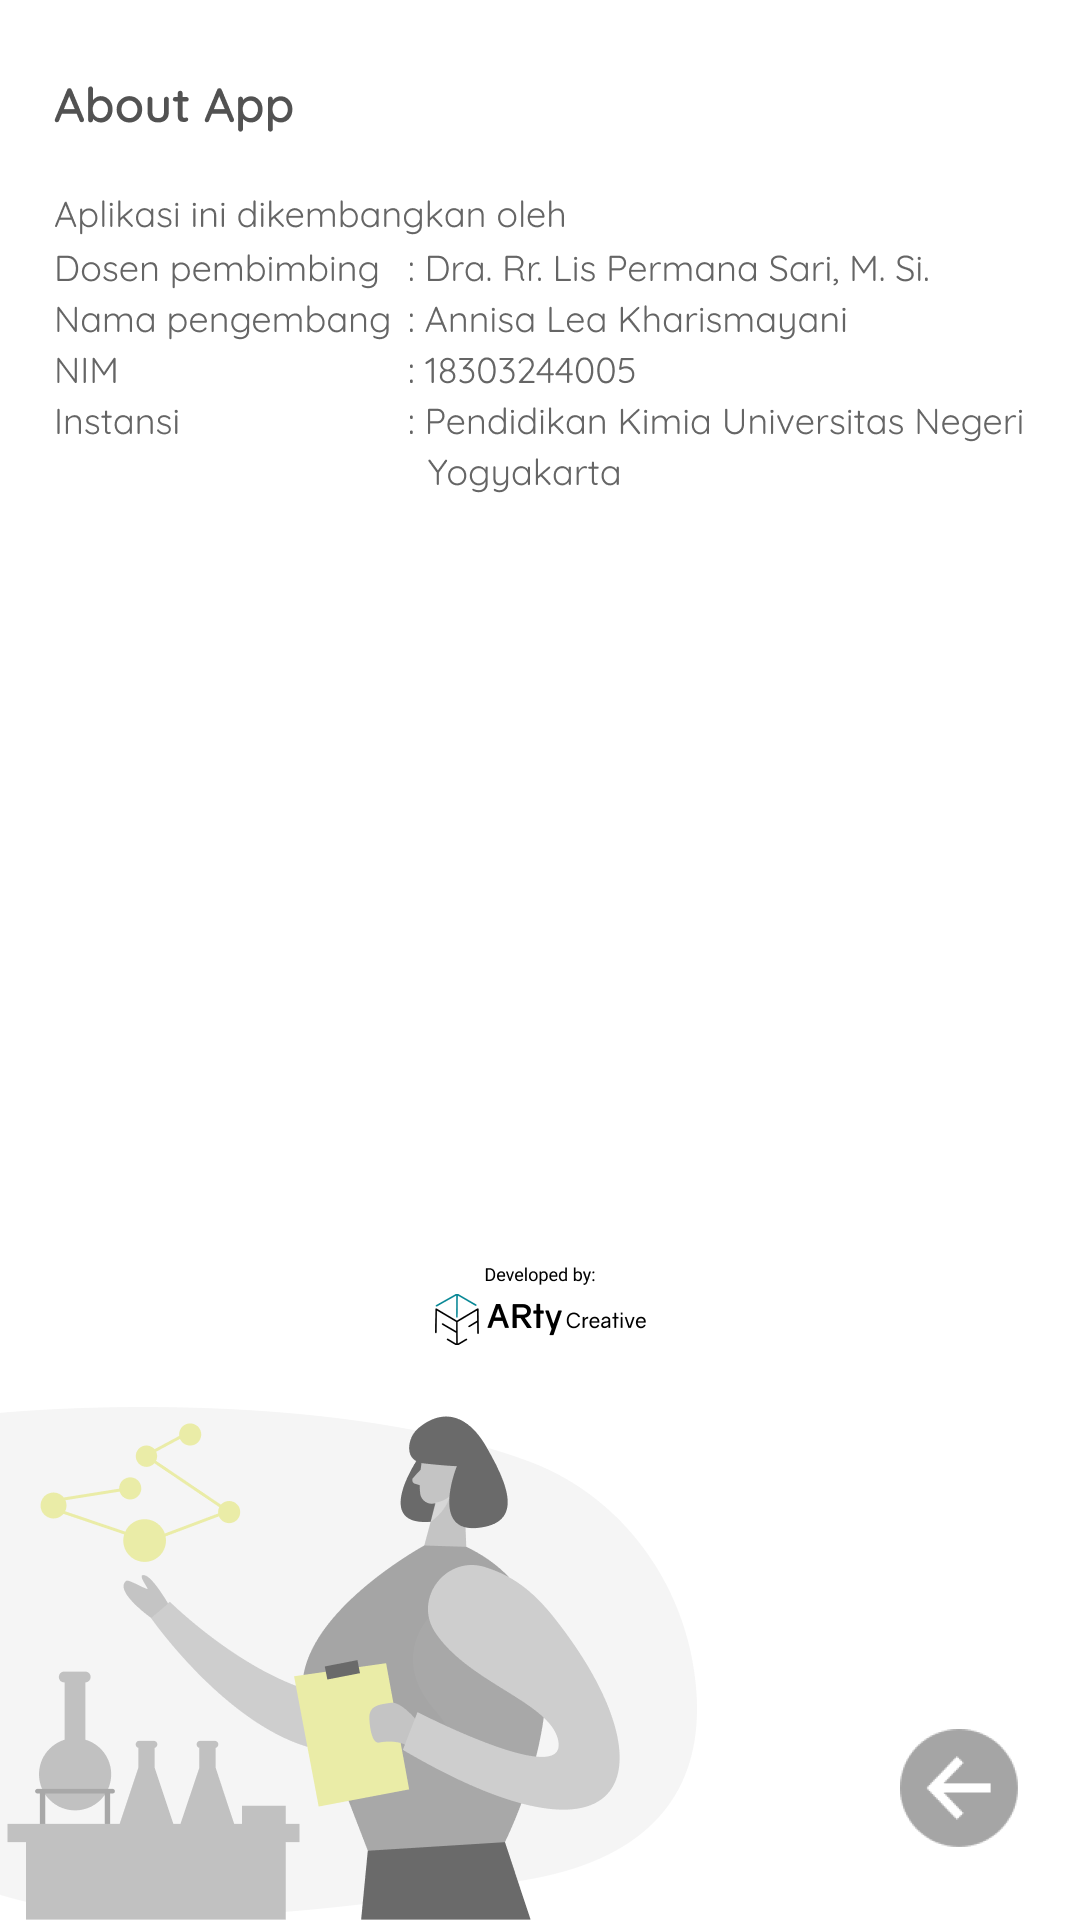 About App
Aplikasi ini dikembangkan oleh
Dosen pembimbing : Dra. Rr. Lis Permana Sari, M. Si.
Nama pengembang : Annisa Lea Kharismayani
NIM : 18303244005
Instansi : Pendidikan Kimia Universitas Negeri
Yogyakarta
Developed by:
ARty Creative